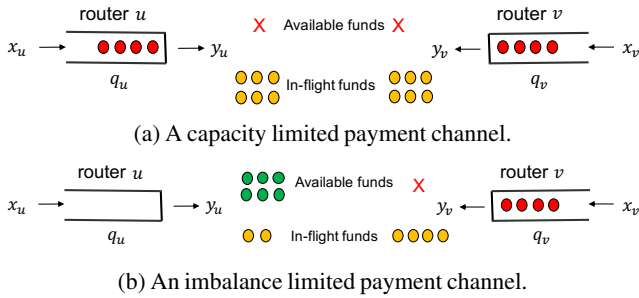 router u
X Available funds X
router v
x_u
y_u
y_v
x_v
q_u
In-flight funds
q_v
(a) A capacity limited payment channel.
router u
Available funds
X
router v
x_u
y_u
y_v
x_v
q_u
In-flight funds
q_v
(b) An imbalance limited payment channel.